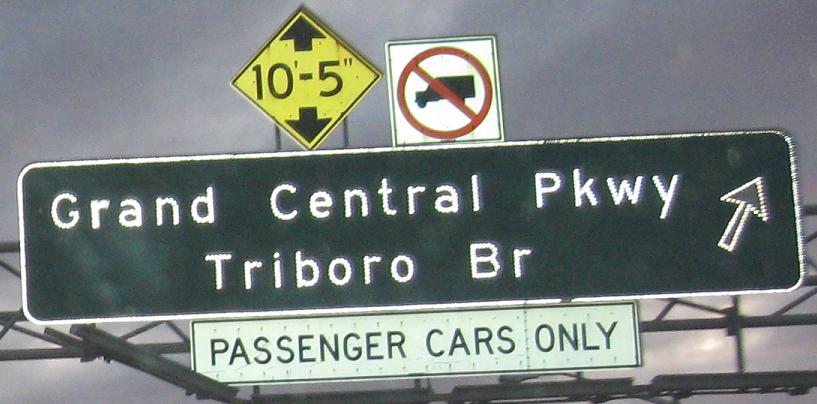 10'-5"
Grand Central Pkwy
Triboro Br
PASSENGER CARS ONLY